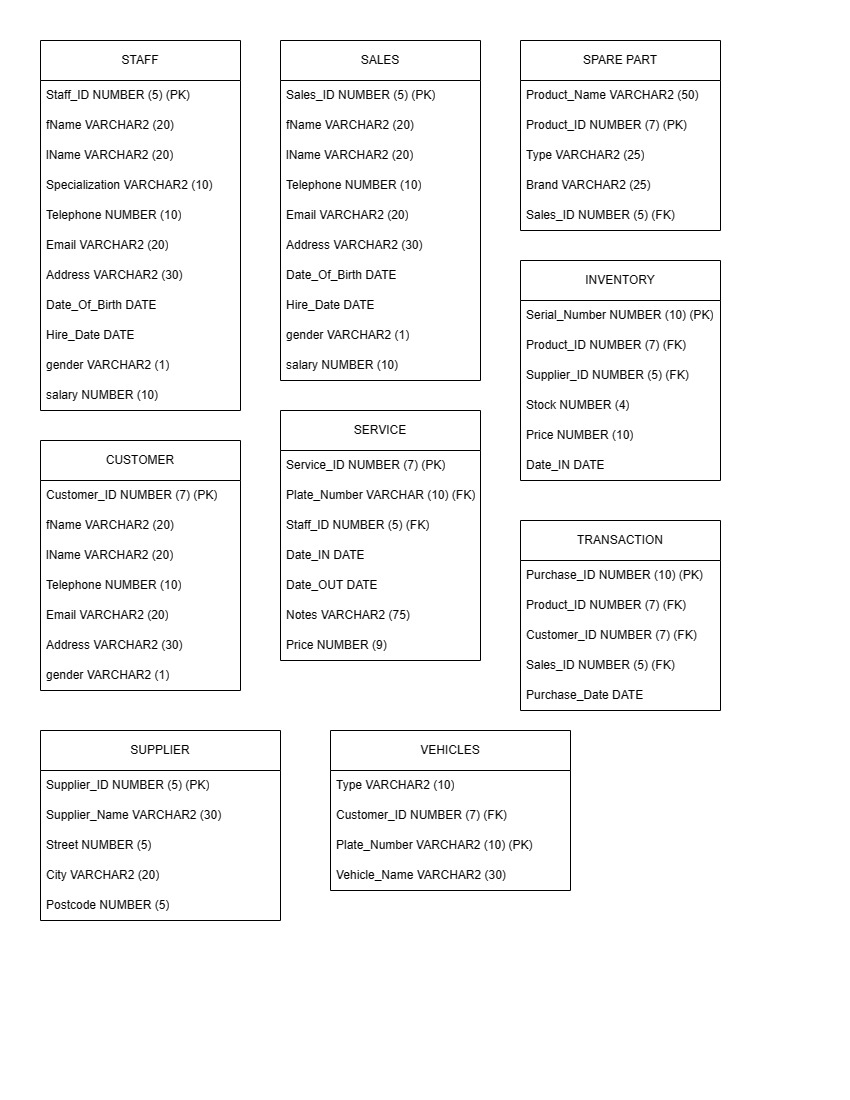 STAFF
Staff_ID NUMBER (5) (PK)
fName VARCHAR2 (20)
lName VARCHAR2 (20)
Specialization VARCHAR2 (10)
Telephone NUMBER (10)
Email VARCHAR2 (20)
Address VARCHAR2 (30)
Date_Of_Birth DATE
Hire_Date DATE
gender VARCHAR2 (1)
salary NUMBER (10)
SALES
Sales_ID NUMBER (5) (PK)
fName VARCHAR2 (20)
lName VARCHAR2 (20)
Telephone NUMBER (10)
Email VARCHAR2 (20)
Address VARCHAR2 (30)
Date_Of_Birth DATE
Hire_Date DATE
gender VARCHAR2 (1)
salary NUMBER (10)
SPARE PART
Product_Name VARCHAR2 (50)
Product_ID NUMBER (7) (PK)
Type VARCHAR2 (25)
Brand VARCHAR2 (25)
Sales_ID NUMBER (5) (FK)
INVENTORY
Serial_Number NUMBER (10) (PK)
Product_ID NUMBER (7) (FK)
Supplier_ID NUMBER (5) (FK)
Stock NUMBER (4)
Price NUMBER (10)
Date_IN DATE
CUSTOMER
Customer_ID NUMBER (7) (PK)
fName VARCHAR2 (20)
lName VARCHAR2 (20)
Telephone NUMBER (10)
Email VARCHAR2 (20)
Address VARCHAR2 (30)
gender VARCHAR2 (1)
SERVICE
Service_ID NUMBER (7) (PK)
Plate_Number VARCHAR (10) (FK)
Staff_ID NUMBER (5) (FK)
Date_IN DATE
Date_OUT DATE
Notes VARCHAR2 (75)
Price NUMBER (9)
TRANSACTION
Purchase_ID NUMBER (10) (PK)
Product_ID NUMBER (7) (FK)
Customer_ID NUMBER (7) (FK)
Sales_ID NUMBER (5) (FK)
Purchase_Date DATE
SUPPLIER
Supplier_ID NUMBER (5) (PK)
Supplier_Name VARCHAR2 (30)
Street NUMBER (5)
City VARCHAR2 (20)
Postcode NUMBER (5)
VEHICLES
Type VARCHAR2 (10)
Customer_ID NUMBER (7) (FK)
Plate_Number VARCHAR2 (10) (PK)
Vehicle_Name VARCHAR2 (30)